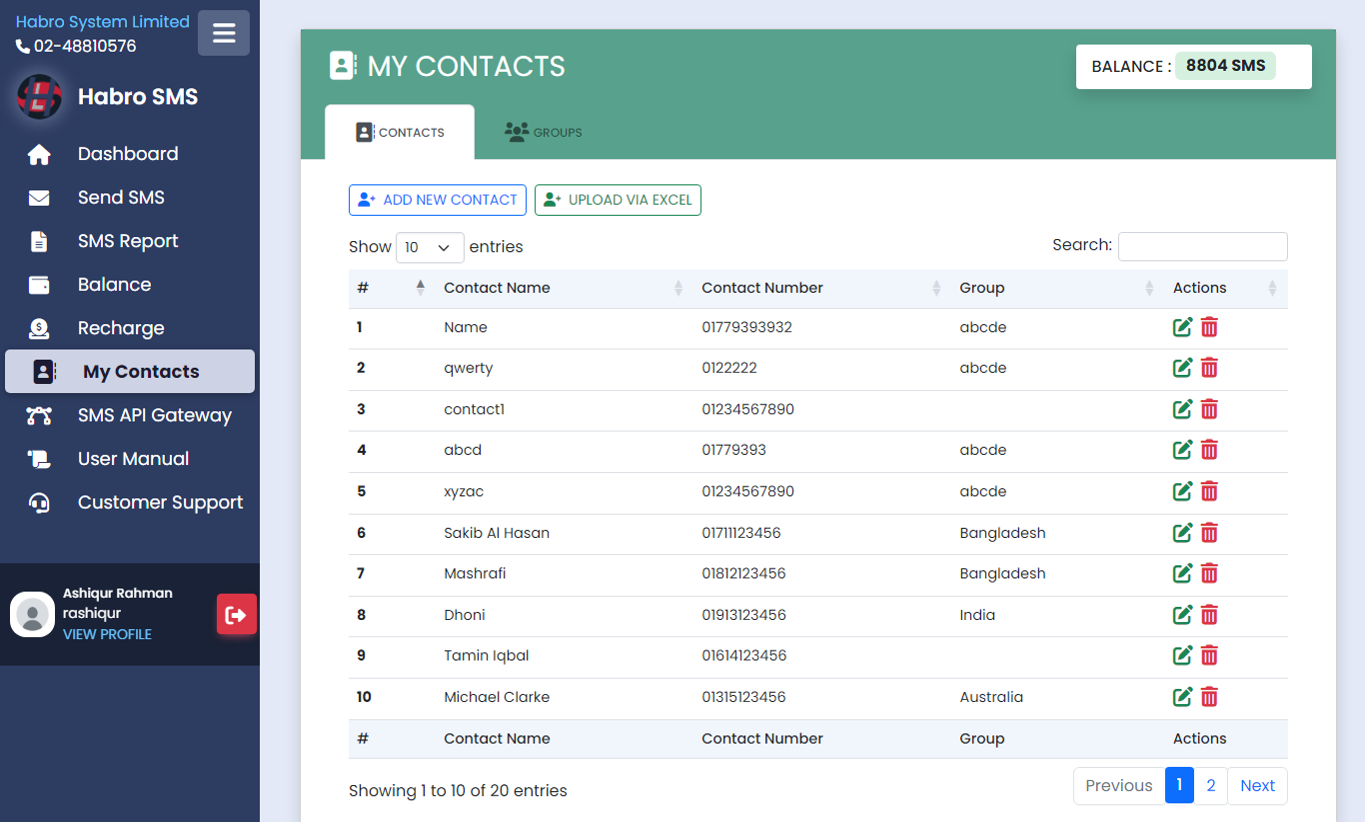 Habro System Limited
02-48810576
Habro SMS
Dashboard
Send SMS
SMS Report
Balance
Recharge
My Contacts
SMS API Gateway
User Manual
Customer Support
Ashiqur Rahman
rashiqur
VIEW PROFILE
MY CONTACTS
BALANCE : 8804 SMS
CONTACTS GROUPS
ADD NEW CONTACT UPLOAD VIA EXCEL
Show 10 entries Search:
# Contact Name Contact Number Group Actions
1 Name 01779393932 abcde
2 qwerty 0122222 abcde
3 contact1 01234567890
4 abcd 01779393 abcde
5 xyzac 01234567890 abcde
6 Sakib Al Hasan 01711123456 Bangladesh
7 Mashrafi 01812123456 Bangladesh
8 Dhoni 01913123456 India
9 Tamin Iqbal 01614123456
10 Michael Clarke 01315123456 Australia
# Contact Name Contact Number Group Actions
Showing 1 to 10 of 20 entries Previous 1 2 Next